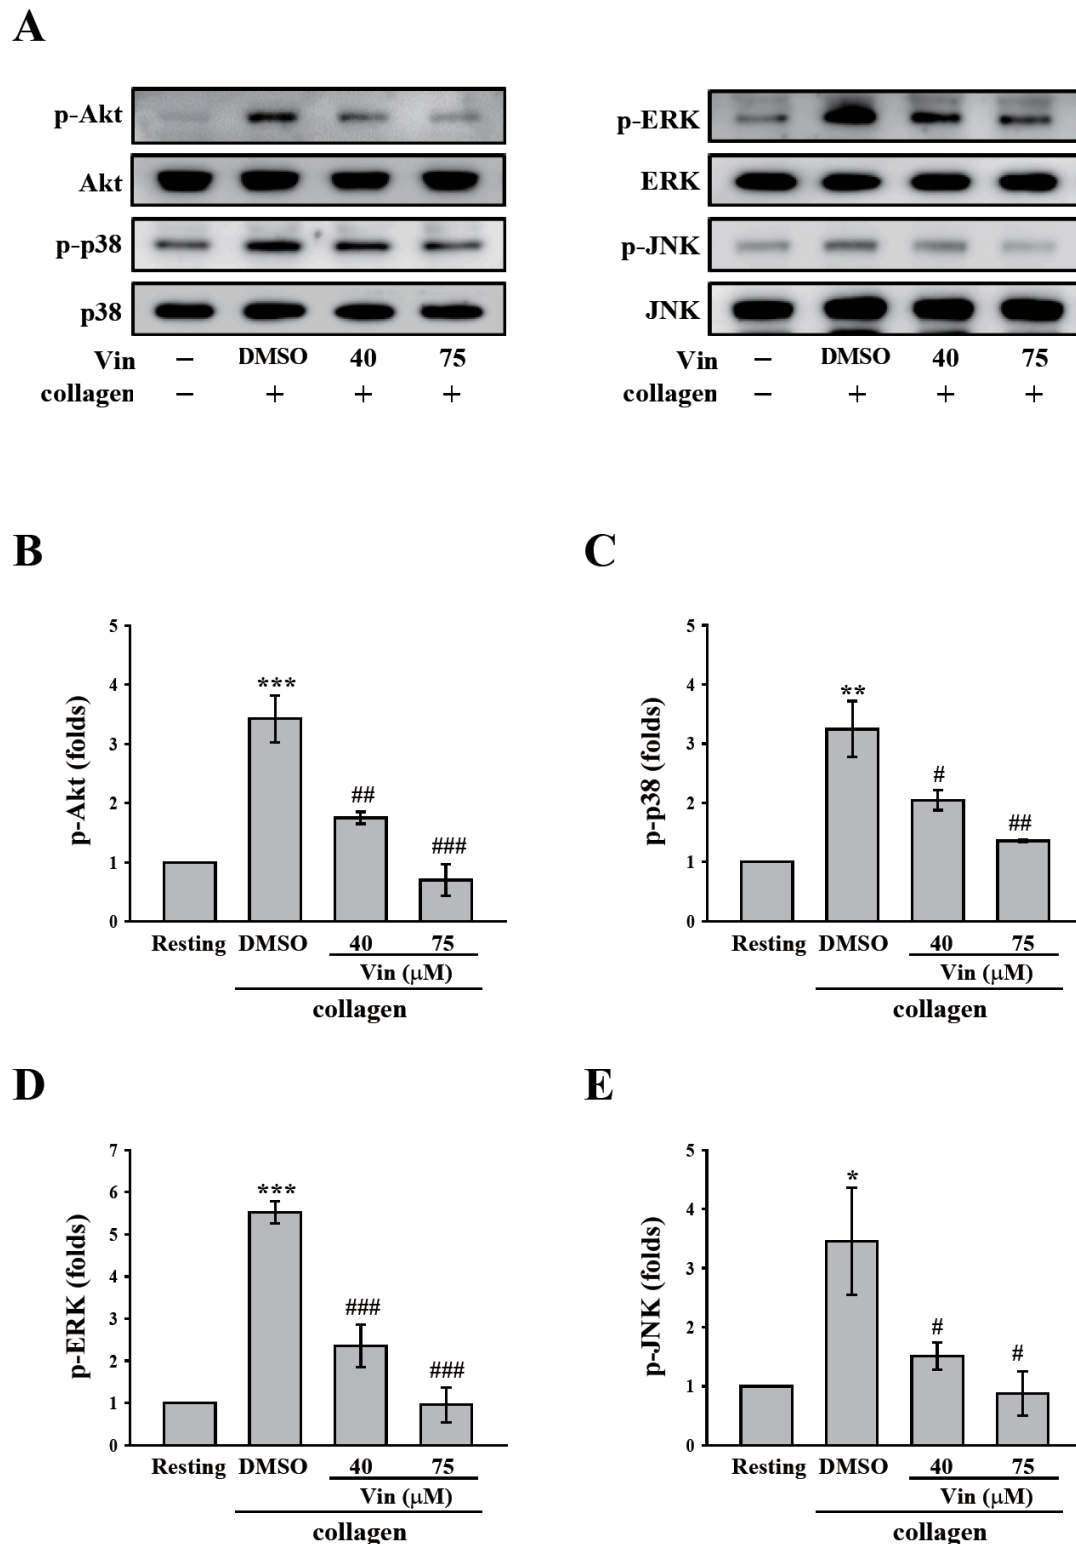 A
p-Akt
Akt
p-p38
p38
Vin − DMSO 40 75
collagen − + + +
p-ERK
ERK
p-JNK
JNK
Vin − DMSO 40 75
collagen − + + +
B
p-Akt (folds)
5
4
3
2
1
0
***
##
###
Resting DMSO 40 75
Vin (μM)
collagen
C
p-p38 (folds)
5
4
3
2
1
0
**
#
##
Resting DMSO 40 75
Vin (μM)
collagen
D
p-ERK (folds)
7
6
5
4
3
2
1
0
***
###
###
Resting DMSO 40 75
Vin (μM)
collagen
E
p-JNK (folds)
5
4
3
2
1
0
*
#
#
Resting DMSO 40 75
Vin (μM)
collagen